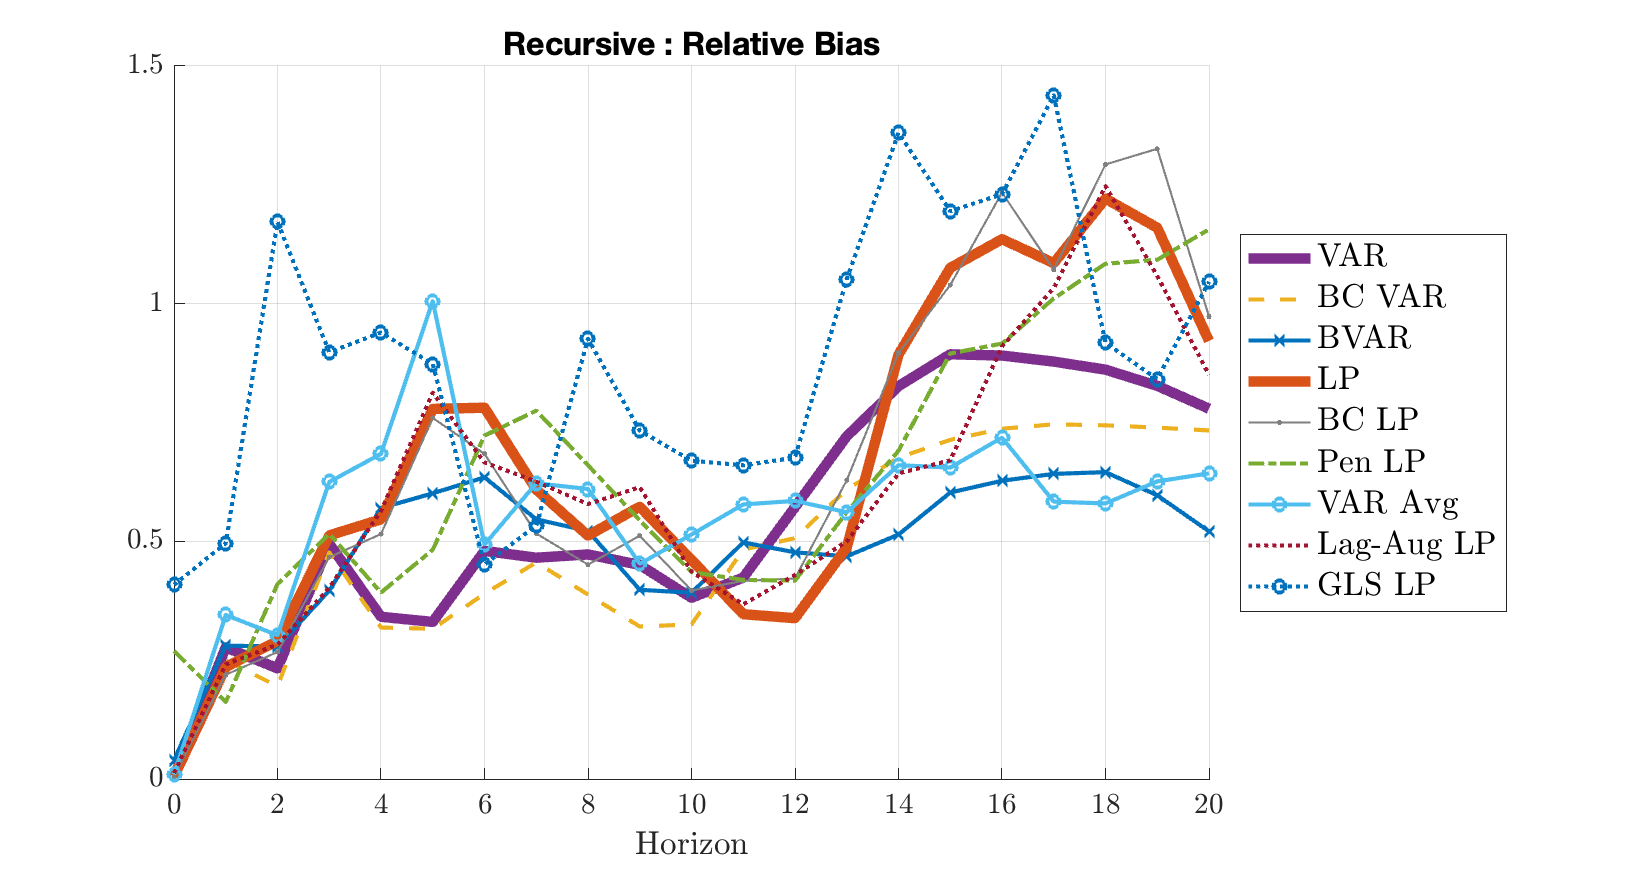 Recursive : Relative Bias
1.5
1
0.5
0
0 2 4 6 8 10 12 14 16 18 20
Horizon
VAR
BC VAR
BVAR
LP
BC LP
Pen LP
VAR Avg
Lag-Aug LP
GLS LP